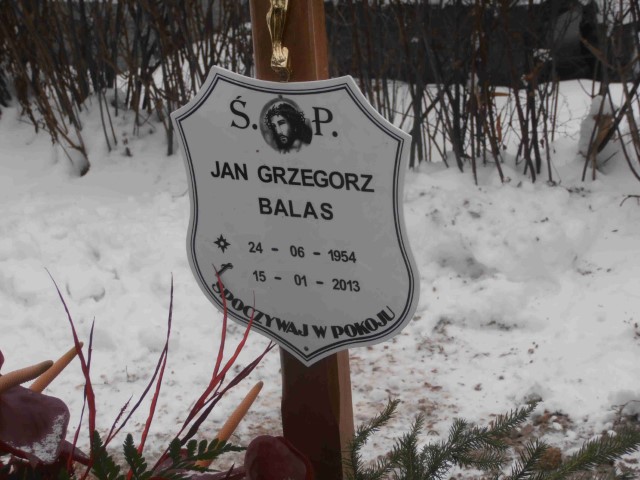 Ś. P.
JAN GRZEGORZ
BALAS
24 - 06 - 1954
15 - 01 - 2013
SPOCZYWAJ W POKOJU